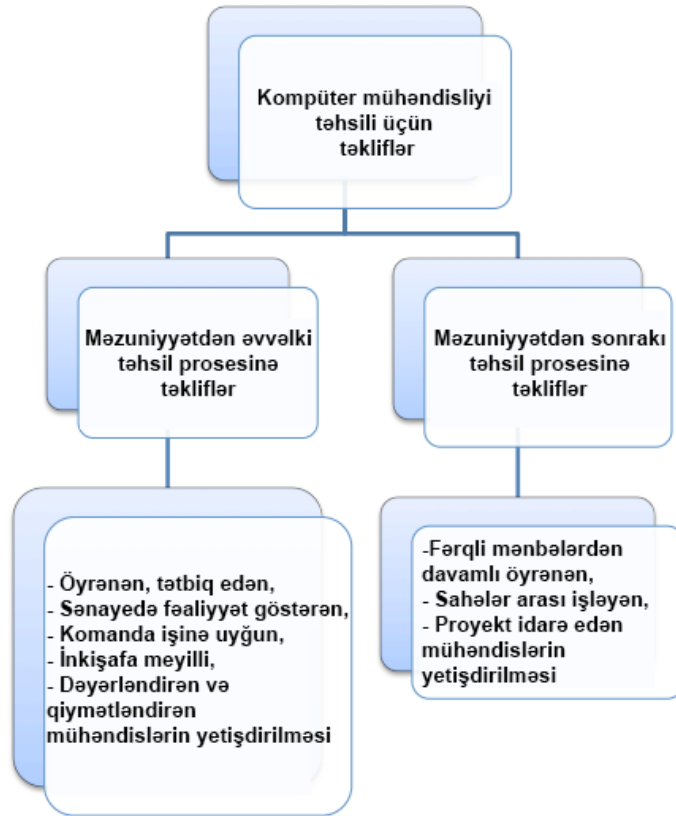 Kompüter mühəndisliyi
təhsili üçün
təkliflər
Məzuniyyətdən əvvəlki
təhsil prosesinə
təkliflər
Məzuniyyətdən sonrakı
təhsil prosesinə
təkliflər
- Öyrənən, tətbiq edən,
- Sənayedə fəaliyyət göstərən,
- Komanda işinə uyğun,
- İnkişafa meyilli,
- Dəyərləndirən və
qiymətləndirən
mühəndislərin yetişdirilməsi
-Fərqli mənbələrdən
davamlı öyrənən,
- Sahələr arası işləyən,
- Proyekt idarə edən
mühəndislərin
yetişdirilməsi